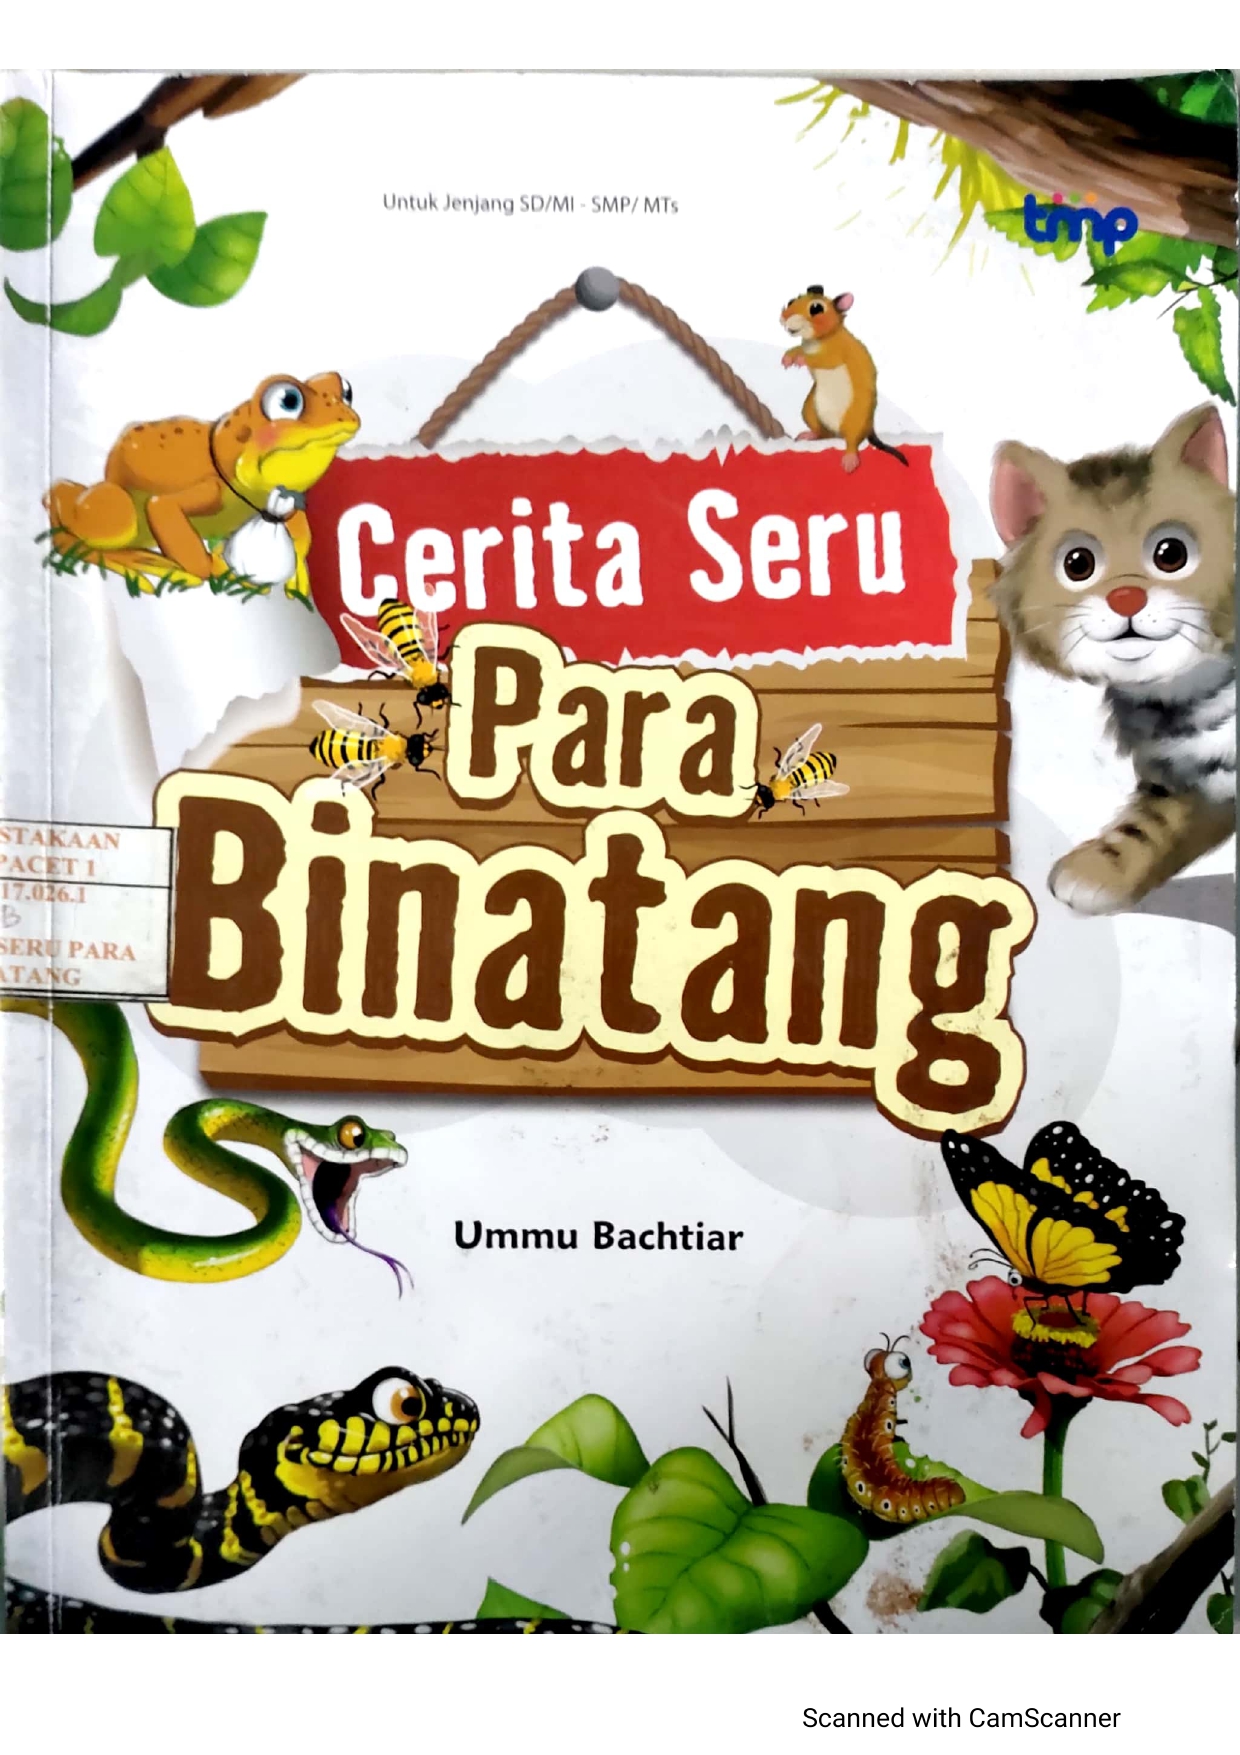 Untuk Jenjang SD/MI - SMP/ MTs
tmp
Cerita Seru
Para
Binatang
STAKAAN
PACET 1
17.026.1
B
SERU PARA
ATANG
Ummu Bachtiar
Scanned with CamScanner